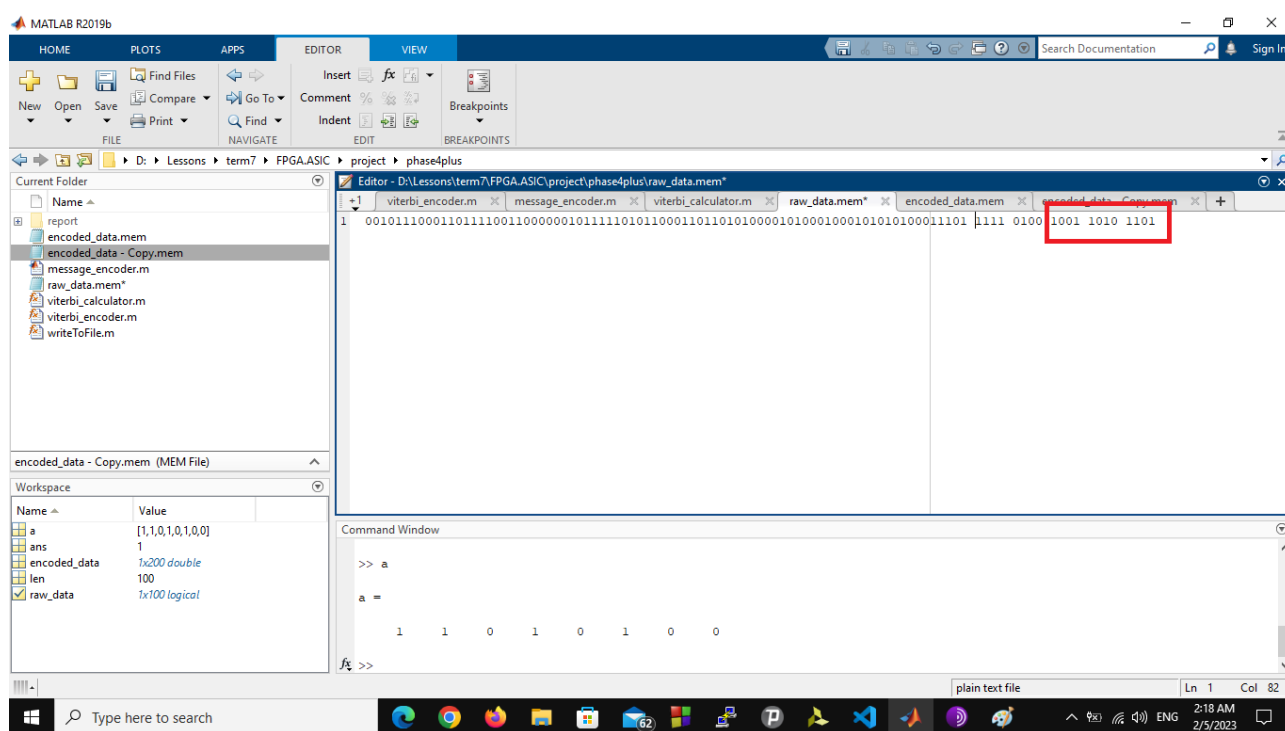 MATLAB R2019b
HOME PLOTS APPS EDITOR VIEW
Search Documentation
Sign In
New Open Save
Find Files
Compare
Print
Go To
Find
Insert
Comment
Indent
fx
Breakpoints
FILE NAVIGATE EDIT BREAKPOINTS
D: Lessons term7 FPGA.ASIC project phase4plus
Current Folder
Name
report
encoded_data.mem
encoded_data - Copy.mem
message_encoder.m
raw_data.mem*
viterbi_calculator.m
viterbi_encoder.m
writeToFile.m
encoded_data - Copy.mem (MEM File)
Workspace
Name Value
a [1,1,0,1,0,1,0,0]
ans 1
encoded_data 1x200 double
len 100
raw_data 1x100 logical
Editor - D:\Lessons\term7\FPGA.ASIC\project\phase4plus\raw_data.mem*
+1 viterbi_encoder.m message_encoder.m viterbi_calculator.m raw_data.mem* encoded_data.mem encoded_data - Copy.mem +
1 00101110001101111001100000010111110101100011011010100001010001000101010100011101 1111 0100 1001 1010 1101
Command Window
>> a
a =
1 1 0 1 0 1 0 0
fx >>
plain text file Ln 1 Col 82
Type here to search
62
ENG
2:18 AM
2/5/2023